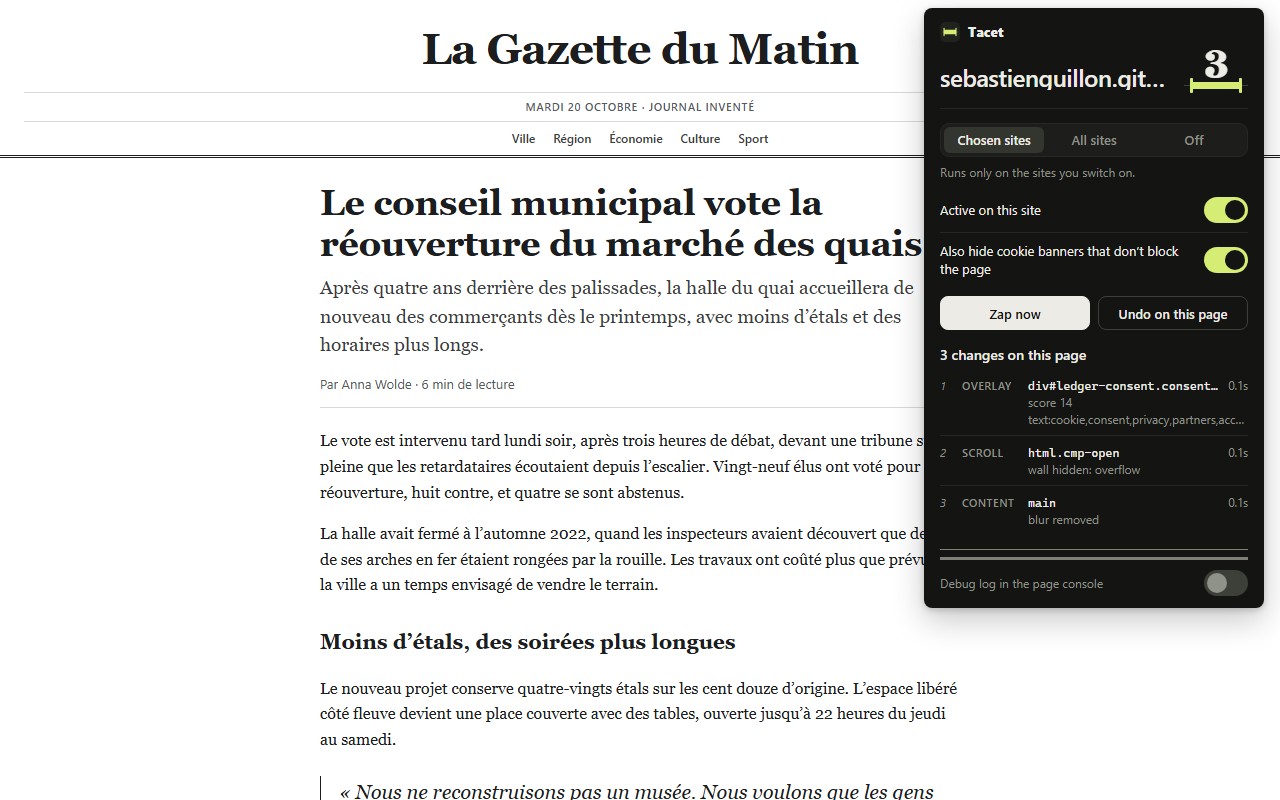 La Gazette du Matin
MARDI 20 OCTOBRE · JOURNAL INVENTÉ
Ville Région Économie Culture Sport
Le conseil municipal vote la
réouverture du marché des quais
Après quatre ans derrière des palissades, la halle du quai accueillera de
nouveau des commerçants dès le printemps, avec moins d’étals et des
horaires plus longs.
Par Anna Wolde · 6 min de lecture
Le vote est intervenu tard lundi soir, après trois heures de débat, devant une tribune
pleine que les retardataires écoutaient depuis l’escalier. Vingt-neuf élus ont voté pour
réouverture, huit contre, et quatre se sont abstenus.
La halle avait fermé à l’automne 2022, quand les inspecteurs avaient découvert que
de ses arches en fer étaient rongées par la rouille. Les travaux ont coûté plus que
la ville a un temps envisagé de vendre le terrain.
Moins d’étals, des soirées plus longues
Le nouveau projet conserve quatre-vingts étals sur les cent douze d’origine. L’espace libéré
côté fleuve devient une place couverte avec des tables, ouverte jusqu’à 22 heures du jeudi
au samedi.
« Nous ne reconstruisons pas un musée. Nous voulons que les gens
Tacet
sebastienquillon.git…
3
Chosen sites All sites Off
Runs only on the sites you switch on.
Active on this site
Also hide cookie banners that don’t block
the page
Zap now Undo on this page
3 changes on this page
1 OVERLAY div#ledger-consent.consent… 0.1s
score 14
text:cookie,consent,privacy,partners,acc…
2 SCROLL html.cmp-open 0.1s
wall hidden: overflow
3 CONTENT main 0.1s
blur removed
Debug log in the page console